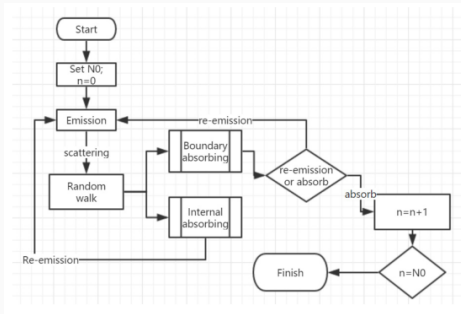 Start
Set N0;
n=0
Emission
re-emission
scattering
Boundary
absorbing
re-emission
or absorb
Random
walk
absorb
Internal
absorbing
n=n+1
Re-emission
Finish
n=N0